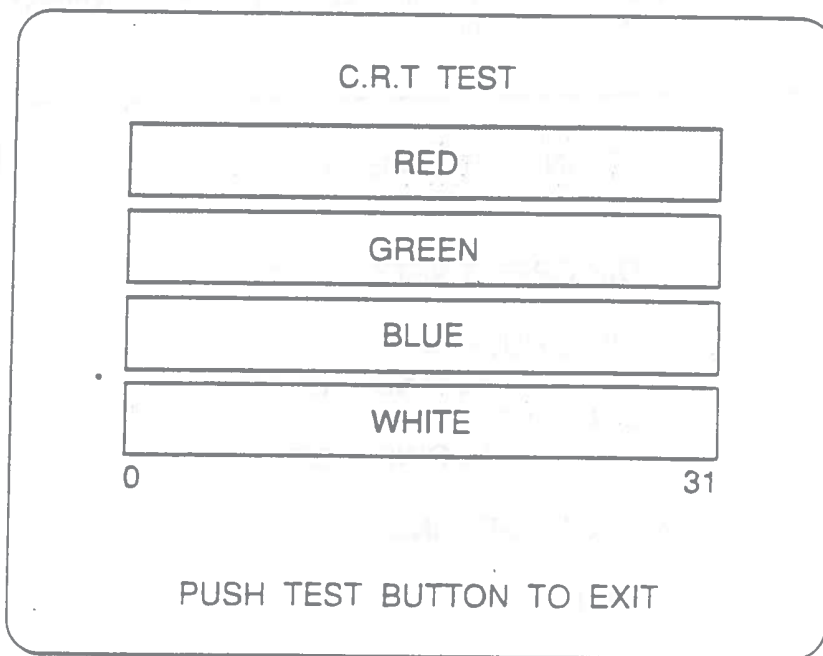 C.R.T TEST
RED
GREEN
BLUE
WHITE
0 31
PUSH TEST BUTTON TO EXIT